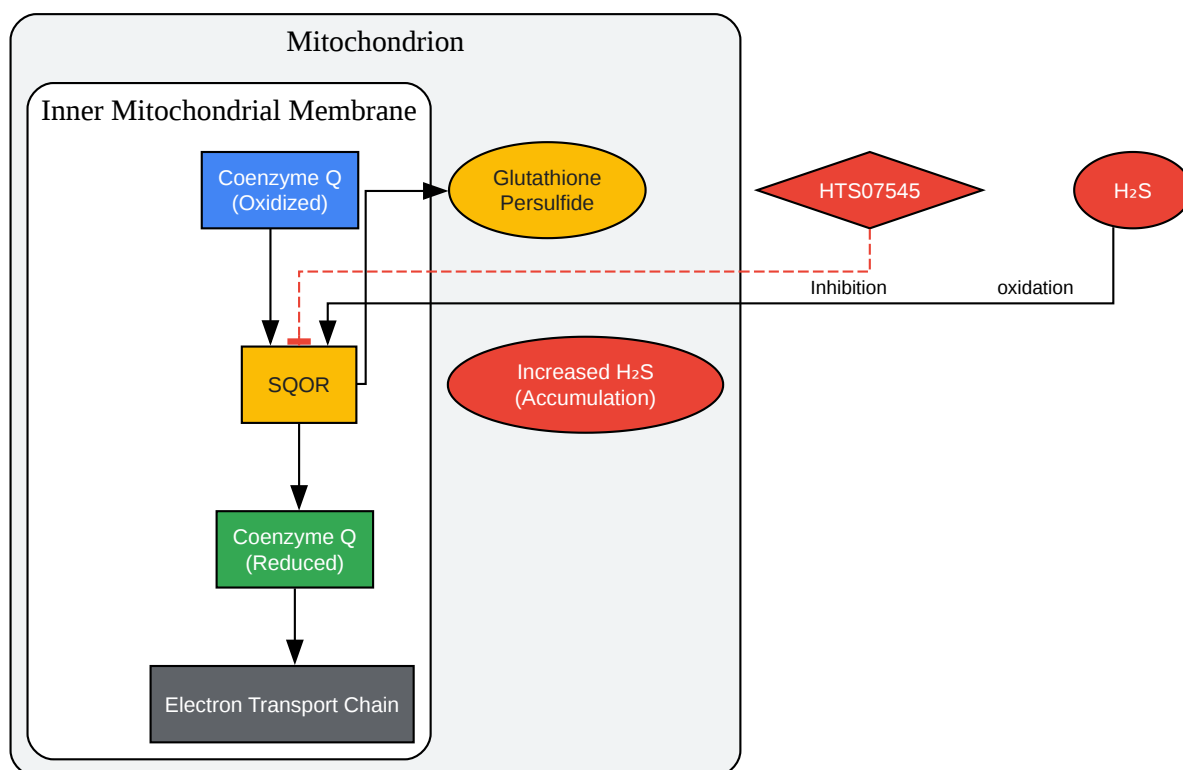 Mitochondrion
Inner Mitochondrial Membrane
Coenzyme Q
(Oxidized)
Glutathione
Persulfide
HTS07545
H₂S
Inhibition
oxidation
SQOR
Increased H₂S
(Accumulation)
Coenzyme Q
(Reduced)
Electron Transport Chain